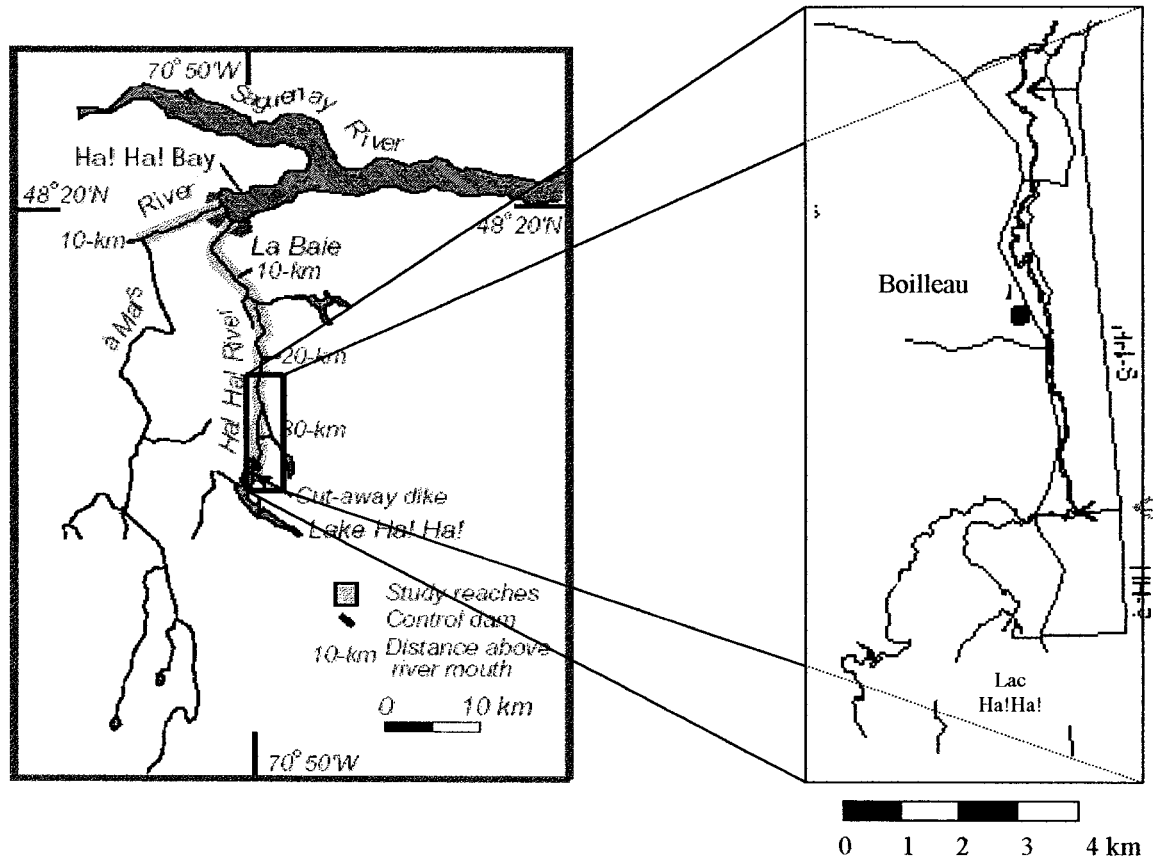 70°50'W
Saguenay
River
Ha! Ha! Bay
48°20'N
River
48°20'N
10-km
La Baie
10-km
à Mars
Ha! Ha! River
20-km
30-km
Cut-away dike
Lake Ha! Ha!
Study reaches
Control dam
10-km Distance above
river mouth
0 10 km
70°50'W
Boilleau
Lac
Ha!Ha!
0 1 2 3 4 km